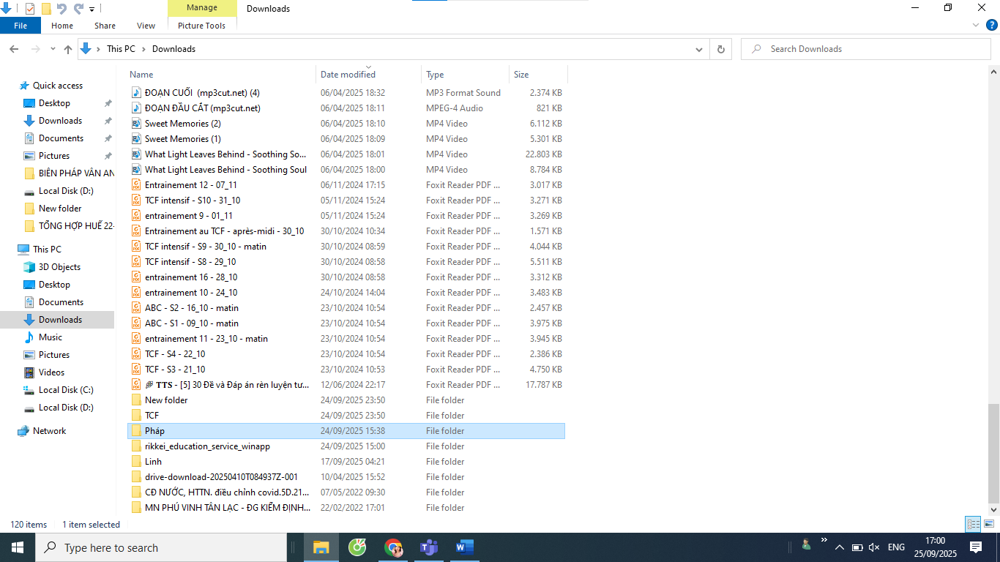 Manage Downloads
File Home Share View Picture Tools
This PC Downloads Search Downloads
Name Date modified Type Size
Quick access
Desktop
Downloads
Documents
Pictures
BIÊN PHÁP VÂN AN
Local Disk (D:)
New folder
TỔNG HỢP HUẾ 22-
This PC
3D Objects
Desktop
Documents
Downloads
Music
Pictures
Videos
Local Disk (C:)
Local Disk (D:)
Network
ĐOẠN CUỐI (mp3cut.net) (4) 06/04/2025 18:32 MP3 Format Sound 2.374 KB
ĐOẠN ĐẦU CẮT (mp3cut.net) 06/04/2025 18:11 MPEG-4 Audio 821 KB
Sweet Memories (2) 06/04/2025 18:10 MP4 Video 6.112 KB
Sweet Memories (1) 06/04/2025 18:09 MP4 Video 5.301 KB
What Light Leaves Behind - Soothing So... 06/04/2025 18:01 MP4 Video 22.803 KB
What Light Leaves Behind - Soothing Soul 06/04/2025 18:00 MP4 Video 8.784 KB
Entrainement 12 - 07_11 06/11/2024 17:15 Foxit Reader PDF ... 3.017 KB
TCF intensif - S10 - 31_10 05/11/2024 15:24 Foxit Reader PDF ... 3.271 KB
entrainement 9 - 01_11 05/11/2024 15:24 Foxit Reader PDF ... 3.269 KB
Entrainement au TCF - après-midi - 30_10 30/10/2024 10:34 Foxit Reader PDF ... 1.571 KB
TCF intensif - S9 - 30_10 - matin 30/10/2024 08:59 Foxit Reader PDF ... 4.044 KB
TCF intensif - S8 - 29_10 30/10/2024 08:58 Foxit Reader PDF ... 5.511 KB
entrainement 16 - 28_10 30/10/2024 08:58 Foxit Reader PDF ... 3.312 KB
entrainement 10 - 24_10 24/10/2024 14:04 Foxit Reader PDF ... 3.483 KB
ABC - S2 - 16_10 - matin 23/10/2024 10:54 Foxit Reader PDF ... 2.457 KB
ABC - S1 - 09_10 - matin 23/10/2024 10:54 Foxit Reader PDF ... 3.975 KB
entrainement 11 - 23_10 - matin 23/10/2024 10:54 Foxit Reader PDF ... 3.945 KB
TCF - S4 - 22_10 23/10/2024 10:54 Foxit Reader PDF ... 2.386 KB
TCF - S3 - 21_10 23/10/2024 10:53 Foxit Reader PDF ... 4.750 KB
TTS - [5] 30 Đề và Đáp án rèn luyện tư... 12/06/2024 22:17 Foxit Reader PDF ... 17.787 KB
New folder 24/09/2025 23:50 File folder
TCF 24/09/2025 23:50 File folder
Pháp 24/09/2025 15:38 File folder
rikkei_education_service_winapp 24/09/2025 15:00 File folder
Linh 17/09/2025 04:21 File folder
drive-download-20250410T084937Z-001 10/04/2025 15:52 File folder
CĐ NƯỚC, HTTN. điều chỉnh covid.5D.21... 07/05/2022 09:30 File folder
MN PHÚ VINH TÂN LẠC - ĐG KIỂM ĐỊNH... 22/02/2022 17:01 File folder
120 items 1 item selected
Type here to search ENG 17:00
25/09/2025